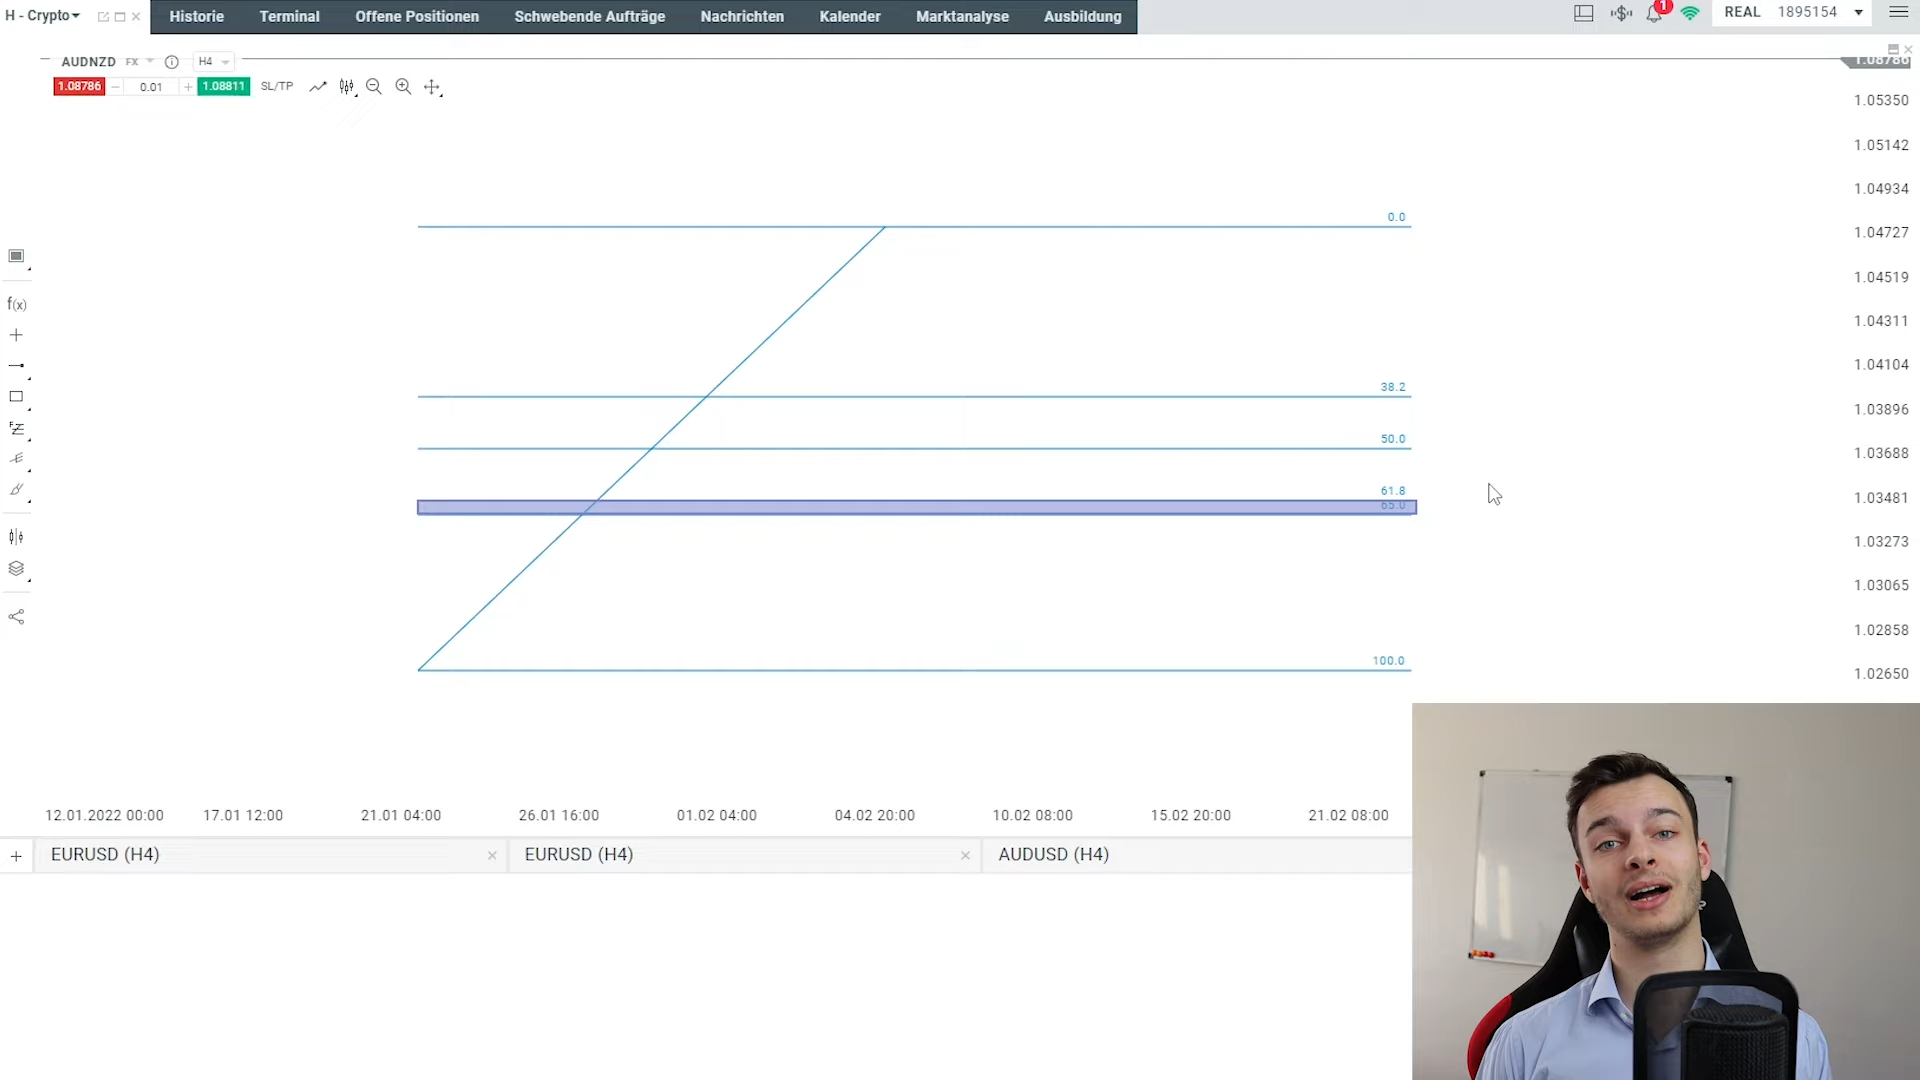 H - Crypto
Historie
Terminal
Offene Positionen
Schwebende Aufträge
Nachrichten
Kalender
Marktanalyse
Ausbildung
1
REAL 1895154
AUDNZD FX H4
1.08786
0.01
1.08811
SL/TP
1.08786
1.05350
1.05142
1.04934
0.0
1.04727
1.04519
f(x)
1.04311
1.04104
38.2
1.03896
50.0
1.03688
61.8
65.0
1.03481
1.03273
1.03065
1.02858
100.0
1.02650
12.01.2022 00:00
17.01 12:00
21.01 04:00
26.01 16:00
01.02 04:00
04.02 20:00
10.02 08:00
15.02 20:00
21.02 08:00
EURUSD (H4)
EURUSD (H4)
AUDUSD (H4)